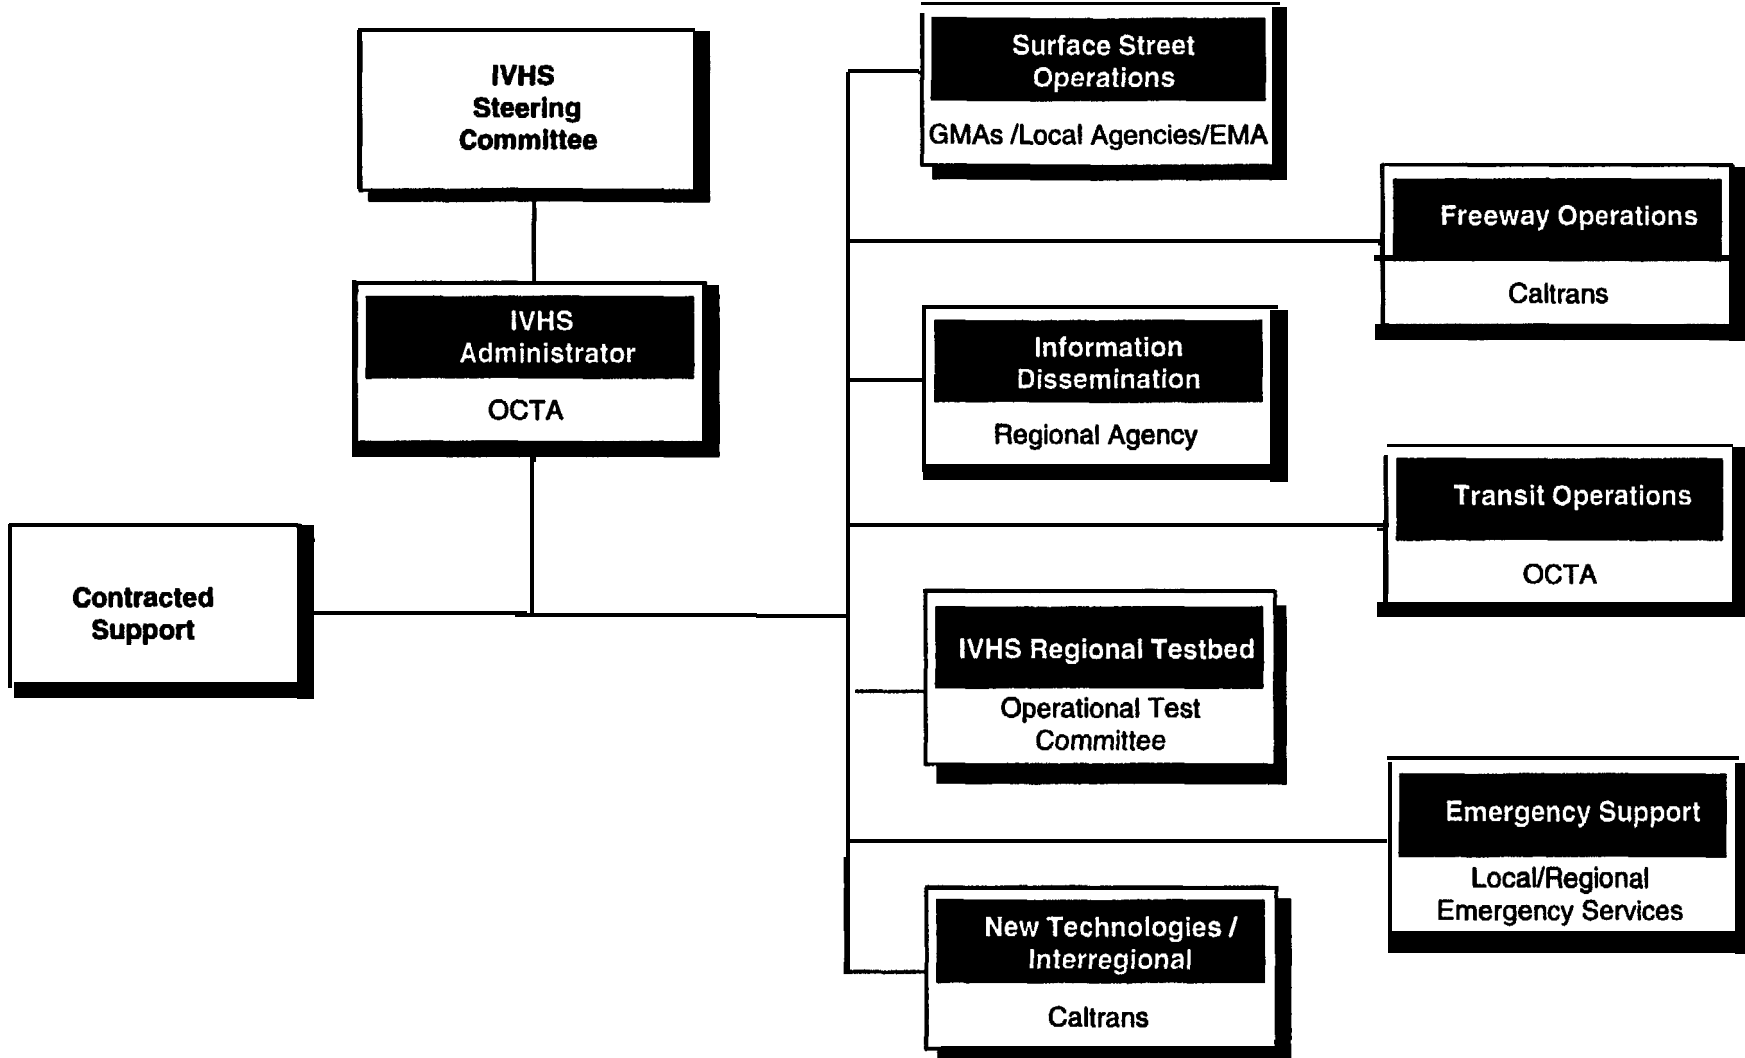 IVHS
Steering
Committee
IVHS
Administrator
OCTA
Contracted
Support
Surface Street
Operations
GMAs /Local Agencies/EMA
Freeway Operations
Caltrans
Information
Dissemination
Regional Agency
Transit Operations
OCTA
IVHS Regional Testbed
Operational Test
Committee
Emergency Support
Local/Regional
Emergency Services
New Technologies /
Interregional
Caltrans